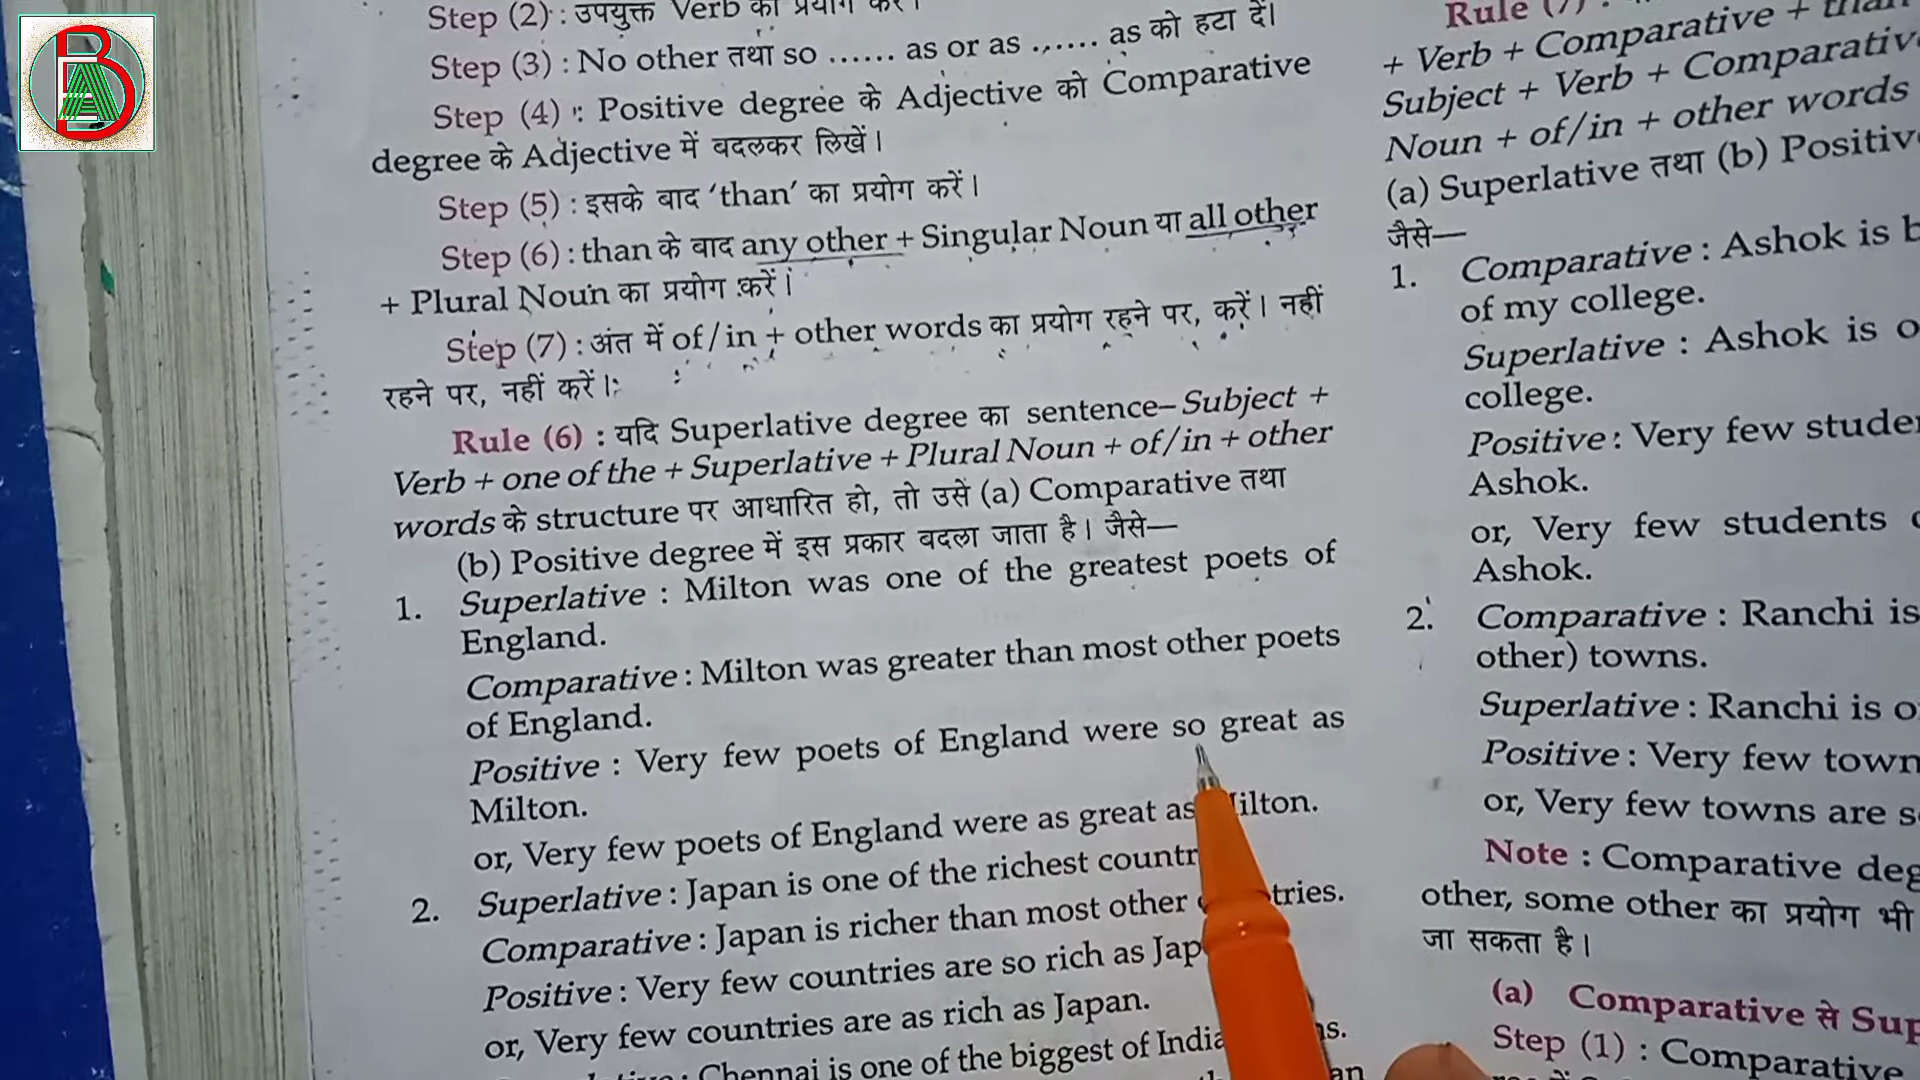 BA
Step (2) : उपयुक्त Verb का प्रयोग करें।
Step (3) : No other तथा so ...... as or as ...... as को हटा दें।
Step (4) : Positive degree के Adjective को Comparative
degree के Adjective में बदलकर लिखें।
Step (5) : इसके बाद 'than' का प्रयोग करें।
Step (6) : than के बाद any other + Singular Noun या all other
+ Plural Noun का प्रयोग करें।
Step (7) : अंत में of/in + other words का प्रयोग रहने पर, करें। नहीं
रहने पर, नहीं करें।
Rule (6) : यदि Superlative degree का sentence–Subject +
Verb + one of the + Superlative + Plural Noun + of/in + other
words के structure पर आधारित हो, तो उसे (a) Comparative तथा
(b) Positive degree में इस प्रकार बदला जाता है। जैसे—
1. Superlative : Milton was one of the greatest poets of
England.
Comparative : Milton was greater than most other poets
of England.
Positive : Very few poets of England were so great as
Milton.
or, Very few poets of England were as great as Milton.
2. Superlative : Japan is one of the richest countr
Comparative : Japan is richer than most other tries.
Positive : Very few countries are so rich as Jap
or, Very few countries are as rich as Japan.
Chennai is one of the biggest of India
Rule (7) :
+ Verb + Comparative + than
Subject + Verb + Comparative
Noun + of/in + other words
(a) Superlative तथा (b) Positiv
जैसे—
1. Comparative : Ashok is b
of my college.
Superlative : Ashok is o
college.
Positive : Very few studen
Ashok.
or, Very few students
Ashok.
2. Comparative : Ranchi is
other) towns.
Superlative : Ranchi is o
Positive : Very few town
or, Very few towns are s
Note : Comparative deg
other, some other का प्रयोग भी
जा सकता है।
(a) Comparative से Sup
Step (1) : Comparative